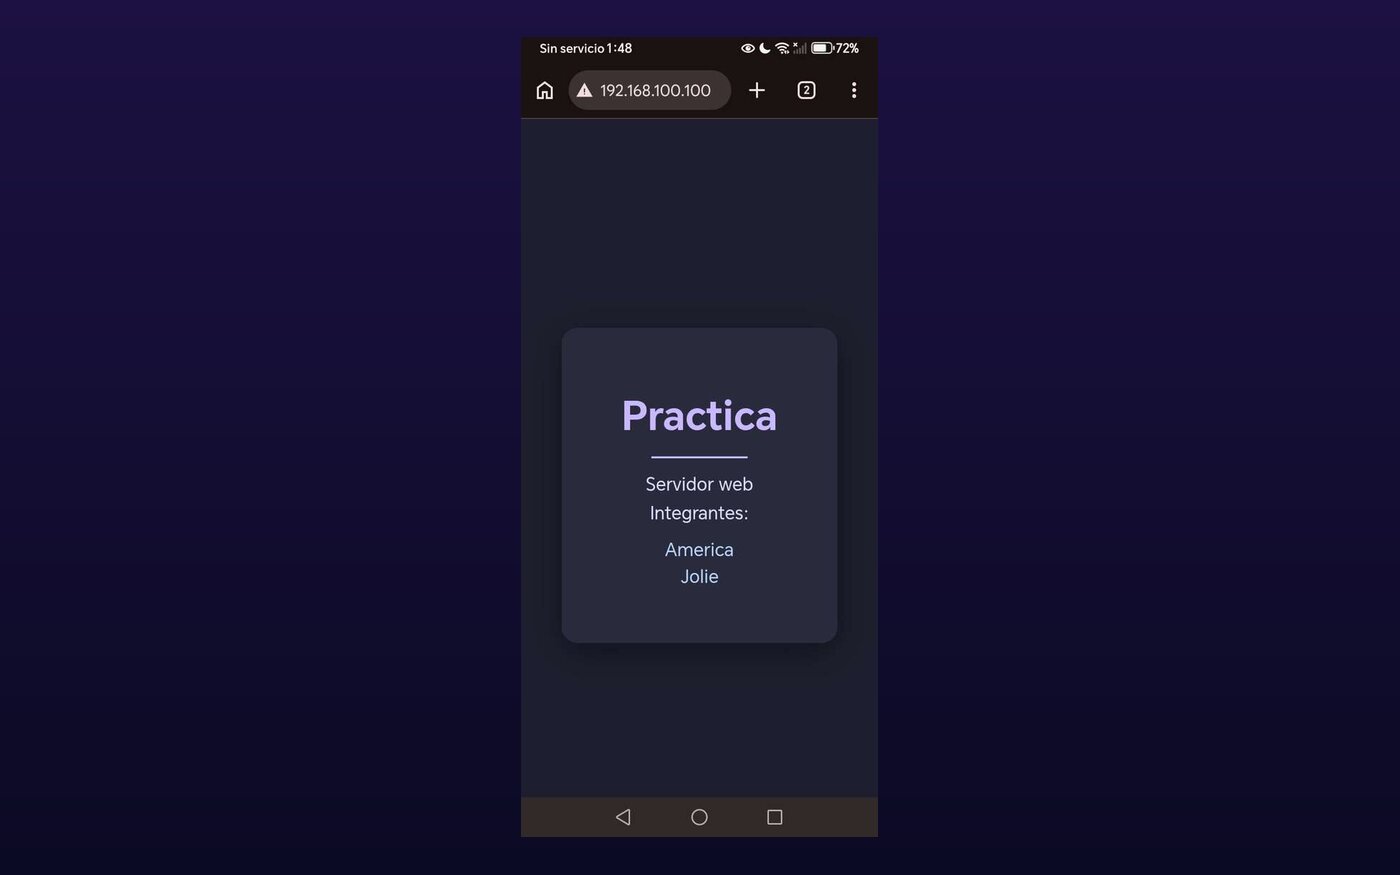 Sin servicio 1:48
72%
192.168.100.100
2
Practica
Servidor web
Integrantes:
America
Jolie